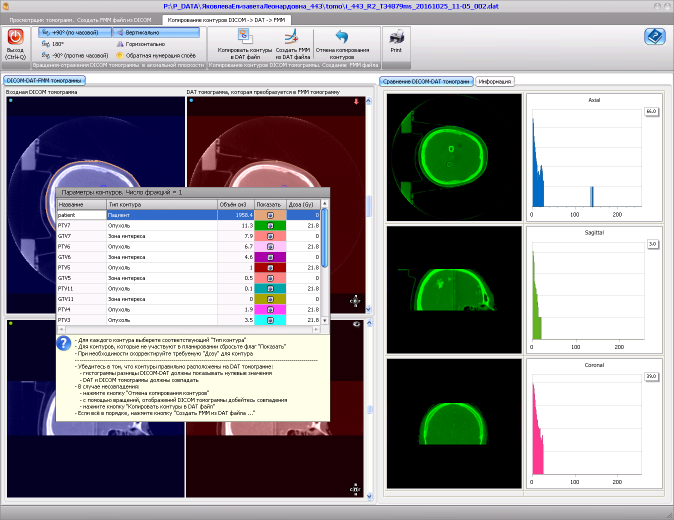 P:\P_DATA\ЯковлеваЕлизаветаЛеонардовна_443\tomo\i_443_R2_T34879ms_20161025_11-05_002.dat
Просмотр tomограмм. Создание FMM файл из DICOM
Копирование контуров DICOM -> DAT -> FMM
Выход
(Ctrl+Q)
+90° (по часовой)
180°
-90° (против часовой)
Вертикально
Горизонтально
Обратная нумерация слоёв
Вращение отражения DICOM томограммы в аксиальной плоскости
Копировать контуры
в DAT файл
Создать FMM
из DAT файла
Отмена копирования
контуров
Копирование контуров DICOM томограммы. Создание FMM файла
Print
DICOM-DAT-FMM томограммы
Входная DICOM томограмма
DAT томограмма, которая преобразуется в FMM томограмму
Сравнение DICOM-DAT томограмм
Информация
Параметры контуров. Число фракций = 1
Название Тип контура Объём см3 Показать Доза (Gy)
patient Пациент 1958.4 0
PTV7 Опухоль 11.3 21.8
GTV7 Зона интереса 7.9 0
PTV6 Опухоль 6.7 21.8
GTV6 Зона интереса 4.6 0
PTV5 Опухоль 1 21.8
GTV5 Зона интереса 0.5 0
PTV11 Опухоль 0.1 21.8
GTV11 Зона интереса 0 0
PTV4 Опухоль 1.9 21.8
PTV3 Опухоль 3.5 21.8
- Для каждого контура выберете соответствующий "Тип контура"
- Для контуров, которые не участвуют в планировании сбросьте флаг "Показать"
- При необходимости скорректируйте требуемую "Дозу" для контура
- Убедитесь в том, что контуры правильно расположены на DAT томограмме:
- гистограммы разницы DICOM-DAT должны показывать нулевые значения
- DAT и DICOM томограммы должны совпадать
- В случае несовпадения:
- нажмите кнопку "Отмена копирования контуров"
- с помощью вращений, отображений DICOM томограммы добейтесь совпадения
- нажмите кнопку "Копировать контуры в DAT файл"
- Если всё в порядке, нажмите кнопку "Создать FMM из DAT файла ..."
Axial
66.0
0 100 200
Sagittal
3.0
0 100 200
Coronal
39.0
0 100 200